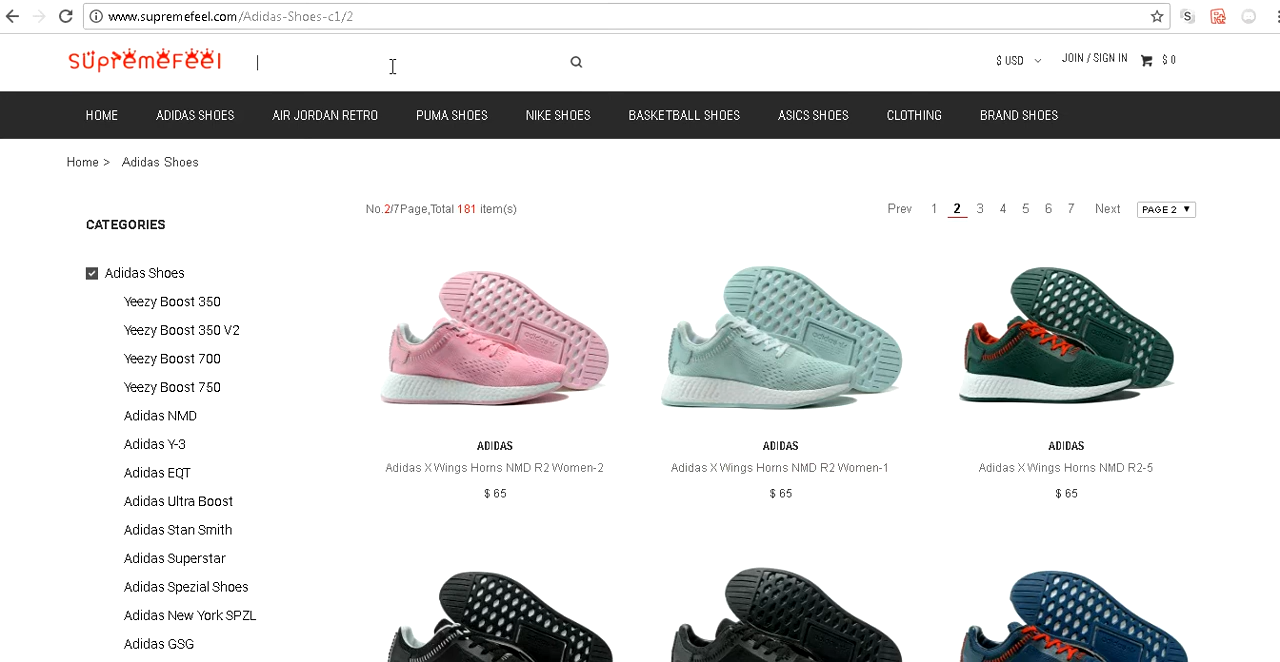 www.supremefeel.com/Adidas-Shoes-c1/2
S
SUPREMEFEEL
$ USD
JOIN / SIGN IN
$ 0
HOME ADIDAS SHOES AIR JORDAN RETRO PUMA SHOES NIKE SHOES BASKETBALL SHOES ASICS SHOES CLOTHING BRAND SHOES
Home > Adidas Shoes
No.2/7Page,Total 181 item(s)
Prev 1 2 3 4 5 6 7 Next PAGE 2
CATEGORIES
Adidas Shoes
Yeezy Boost 350
Yeezy Boost 350 V2
Yeezy Boost 700
Yeezy Boost 750
Adidas NMD
Adidas Y-3
Adidas EQT
Adidas Ultra Boost
Adidas Stan Smith
Adidas Superstar
Adidas Spezial Shoes
Adidas New York SPZL
Adidas GSG
ADIDAS
Adidas X Wings Horns NMD R2 Women-2
$ 65
ADIDAS
Adidas X Wings Horns NMD R2 Women-1
$ 65
ADIDAS
Adidas X Wings Horns NMD R2-5
$ 65